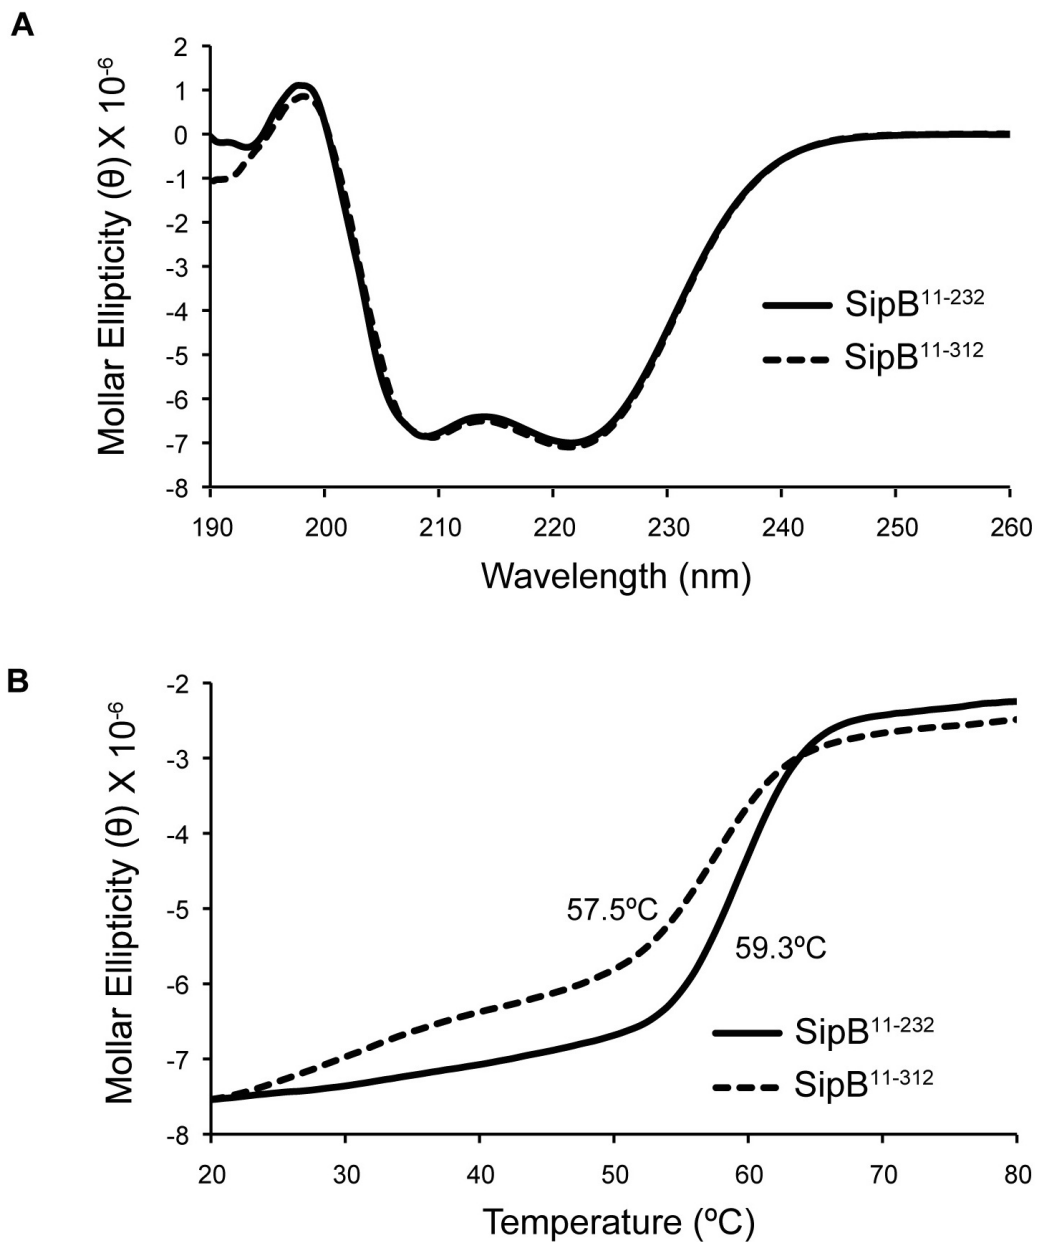 A
Mollar Ellipticity (θ) X 10⁻⁶
2
1
0
-1
-2
-3
-4
-5
-6
-7
-8
SipB¹¹⁻²³²
SipB¹¹⁻³¹²
190 200 210 220 230 240 250 260
Wavelength (nm)
B
Mollar Ellipticity (θ) X 10⁻⁶
-2
-3
-4
-5
-6
-7
-8
57.5ºC
59.3ºC
SipB¹¹⁻²³²
SipB¹¹⁻³¹²
20 30 40 50 60 70 80
Temperature (ºC)